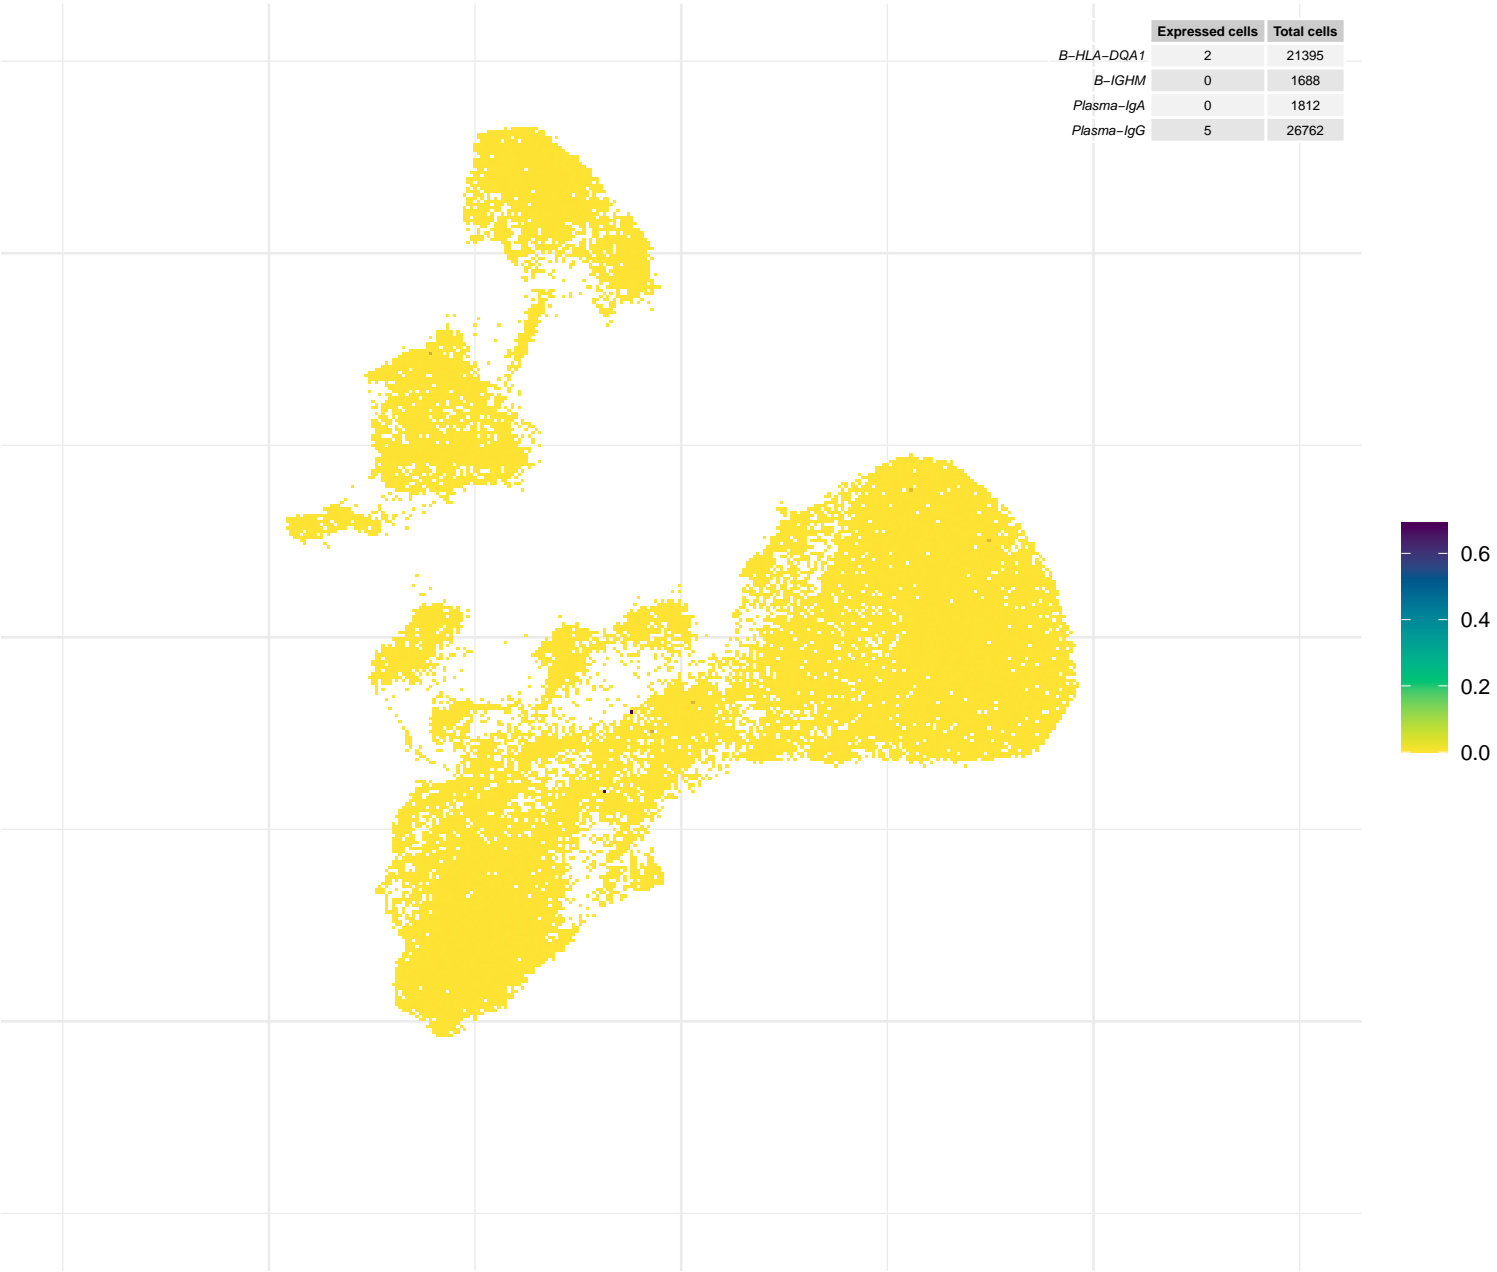 Expressed cells Total cells
B−HLA−DQA1 2 21395
B−IGHM 0 1688
Plasma−IgA 0 1812
Plasma−IgG 5 26762
0.6
0.4
0.2
0.0